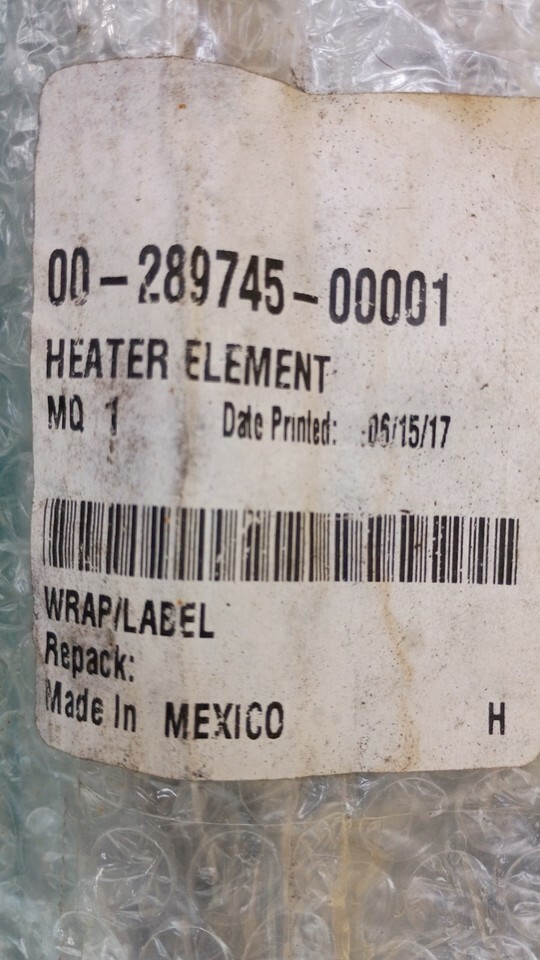 00-289745-00001
HEATER ELEMENT
MQ 1 Date Printed: 06/15/17
WRAP/LABEL
Repack:
Made In MEXICO H